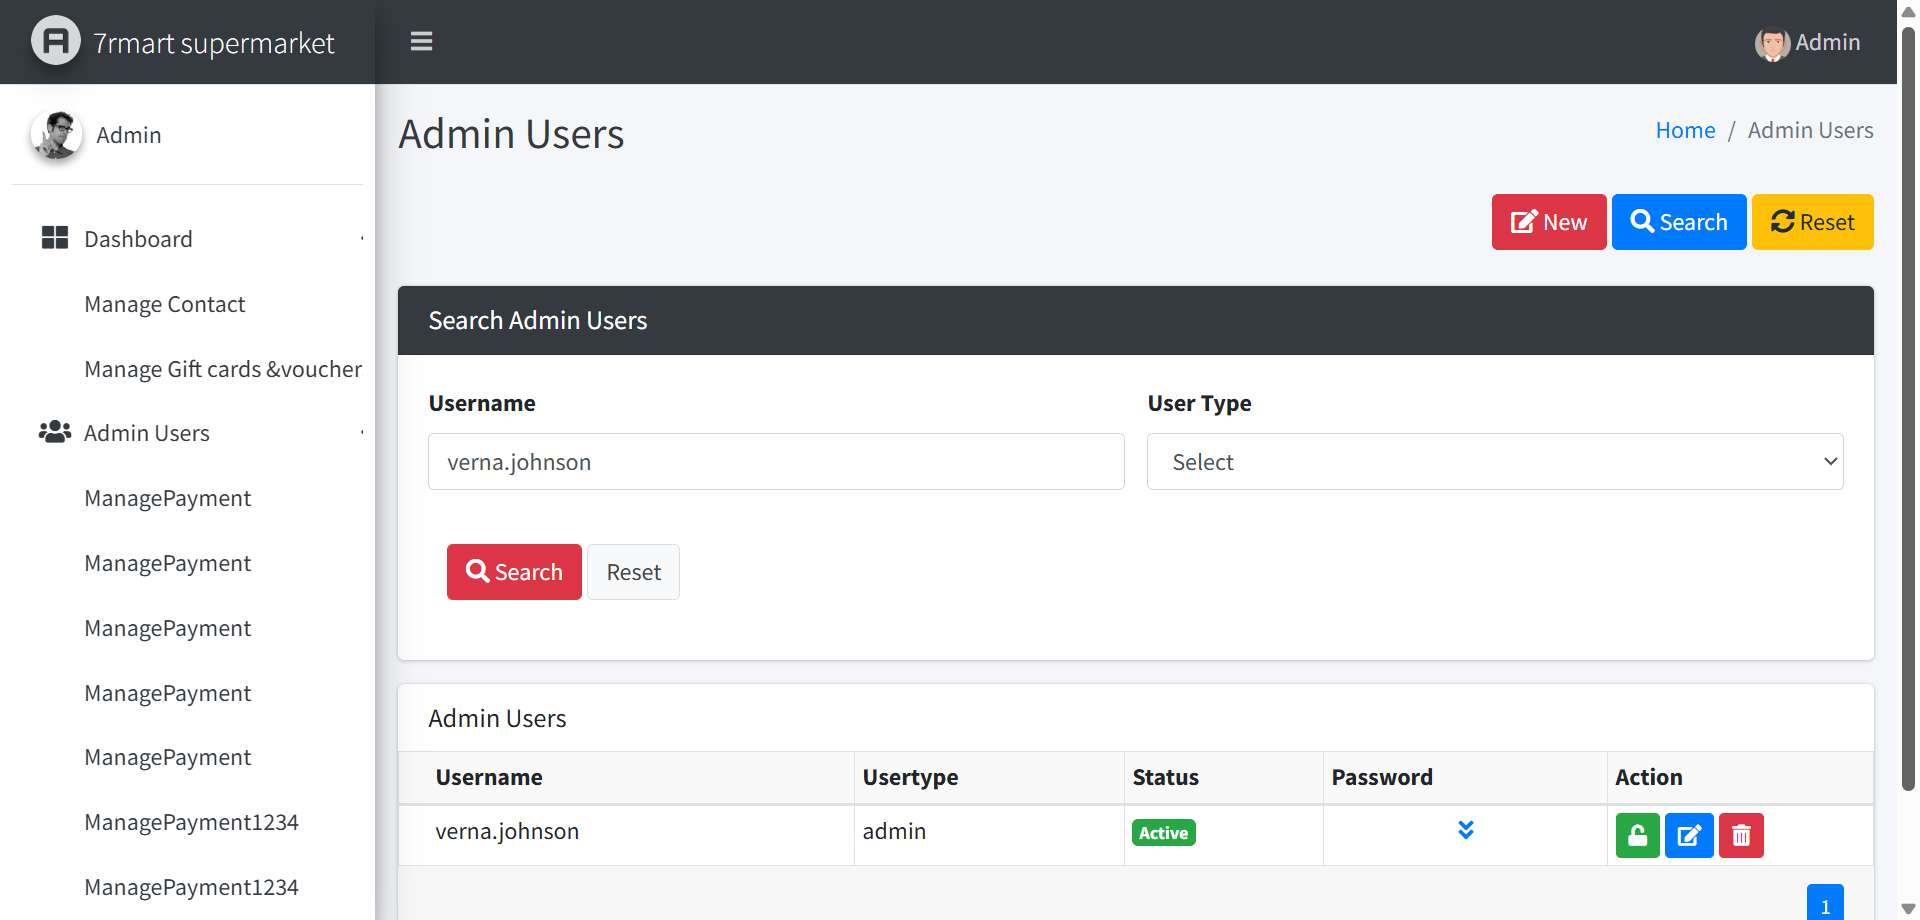 7rmart supermarket
Admin
Admin
Dashboard
Manage Contact
Manage Gift cards &voucher
Admin Users
ManagePayment
ManagePayment
ManagePayment
ManagePayment
ManagePayment
ManagePayment1234
ManagePayment1234
Admin Users
Home / Admin Users
New Search Reset
Search Admin Users
Username User Type
verna.johnson Select
Search Reset
Admin Users
Username Usertype Status Password Action
verna.johnson admin Active
1